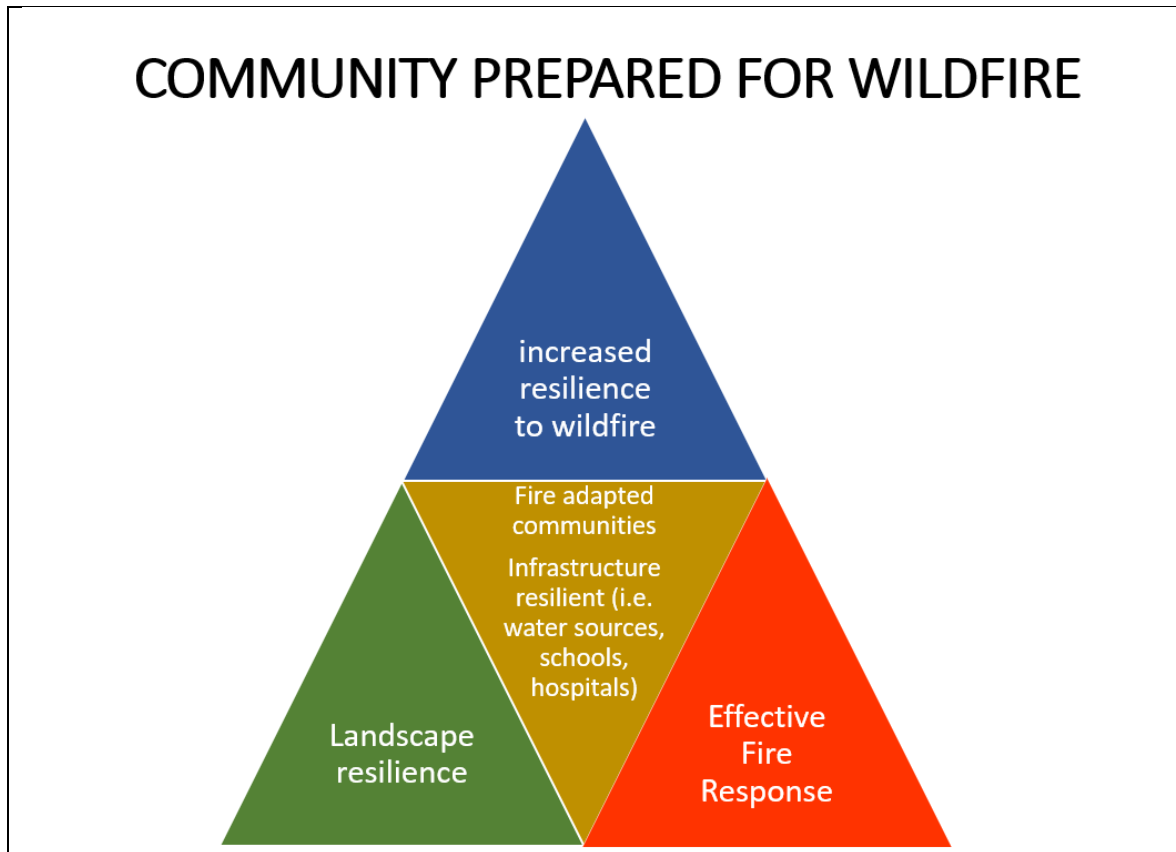 COMMUNITY PREPARED FOR WILDFIRE
increased
resilience
to wildfire
Fire adapted
communities
Infrastructure
resilient (i.e.
water sources,
schools,
hospitals)
Landscape
resilience
Effective
Fire
Response